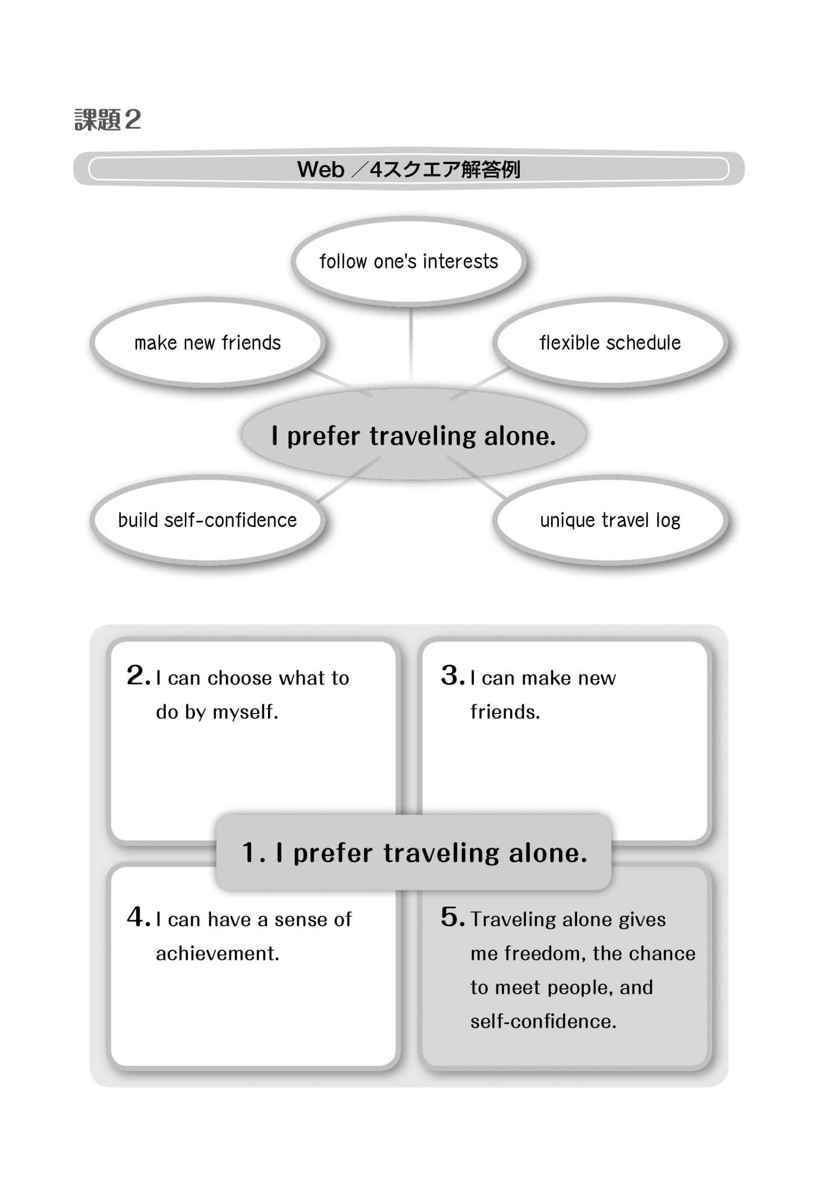 課題2
Web ／4スクエア解答例
follow one's interests
make new friends
flexible schedule
I prefer traveling alone.
build self-confidence
unique travel log
2. I can choose what to
do by myself.
3. I can make new
friends.
1. I prefer traveling alone.
4. I can have a sense of
achievement.
5. Traveling alone gives
me freedom, the chance
to meet people, and
self-confidence.